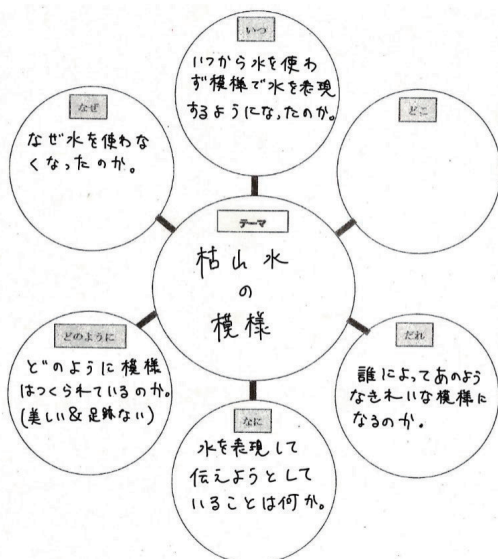 いつ
いつから水を使わ
ず模様で水を表現
するようになったのか。
なぜ
なぜ水を使わな
くなったのか。
どこ
テーマ
枯山水
の
模様
どのように
どのように模様
はつくられているのか。
(美しい&足跡ない)
だれ
誰によってあのよう
なきれいな模様に
なるのか.
なに
水を表現して
伝えようとして
いることは何か。